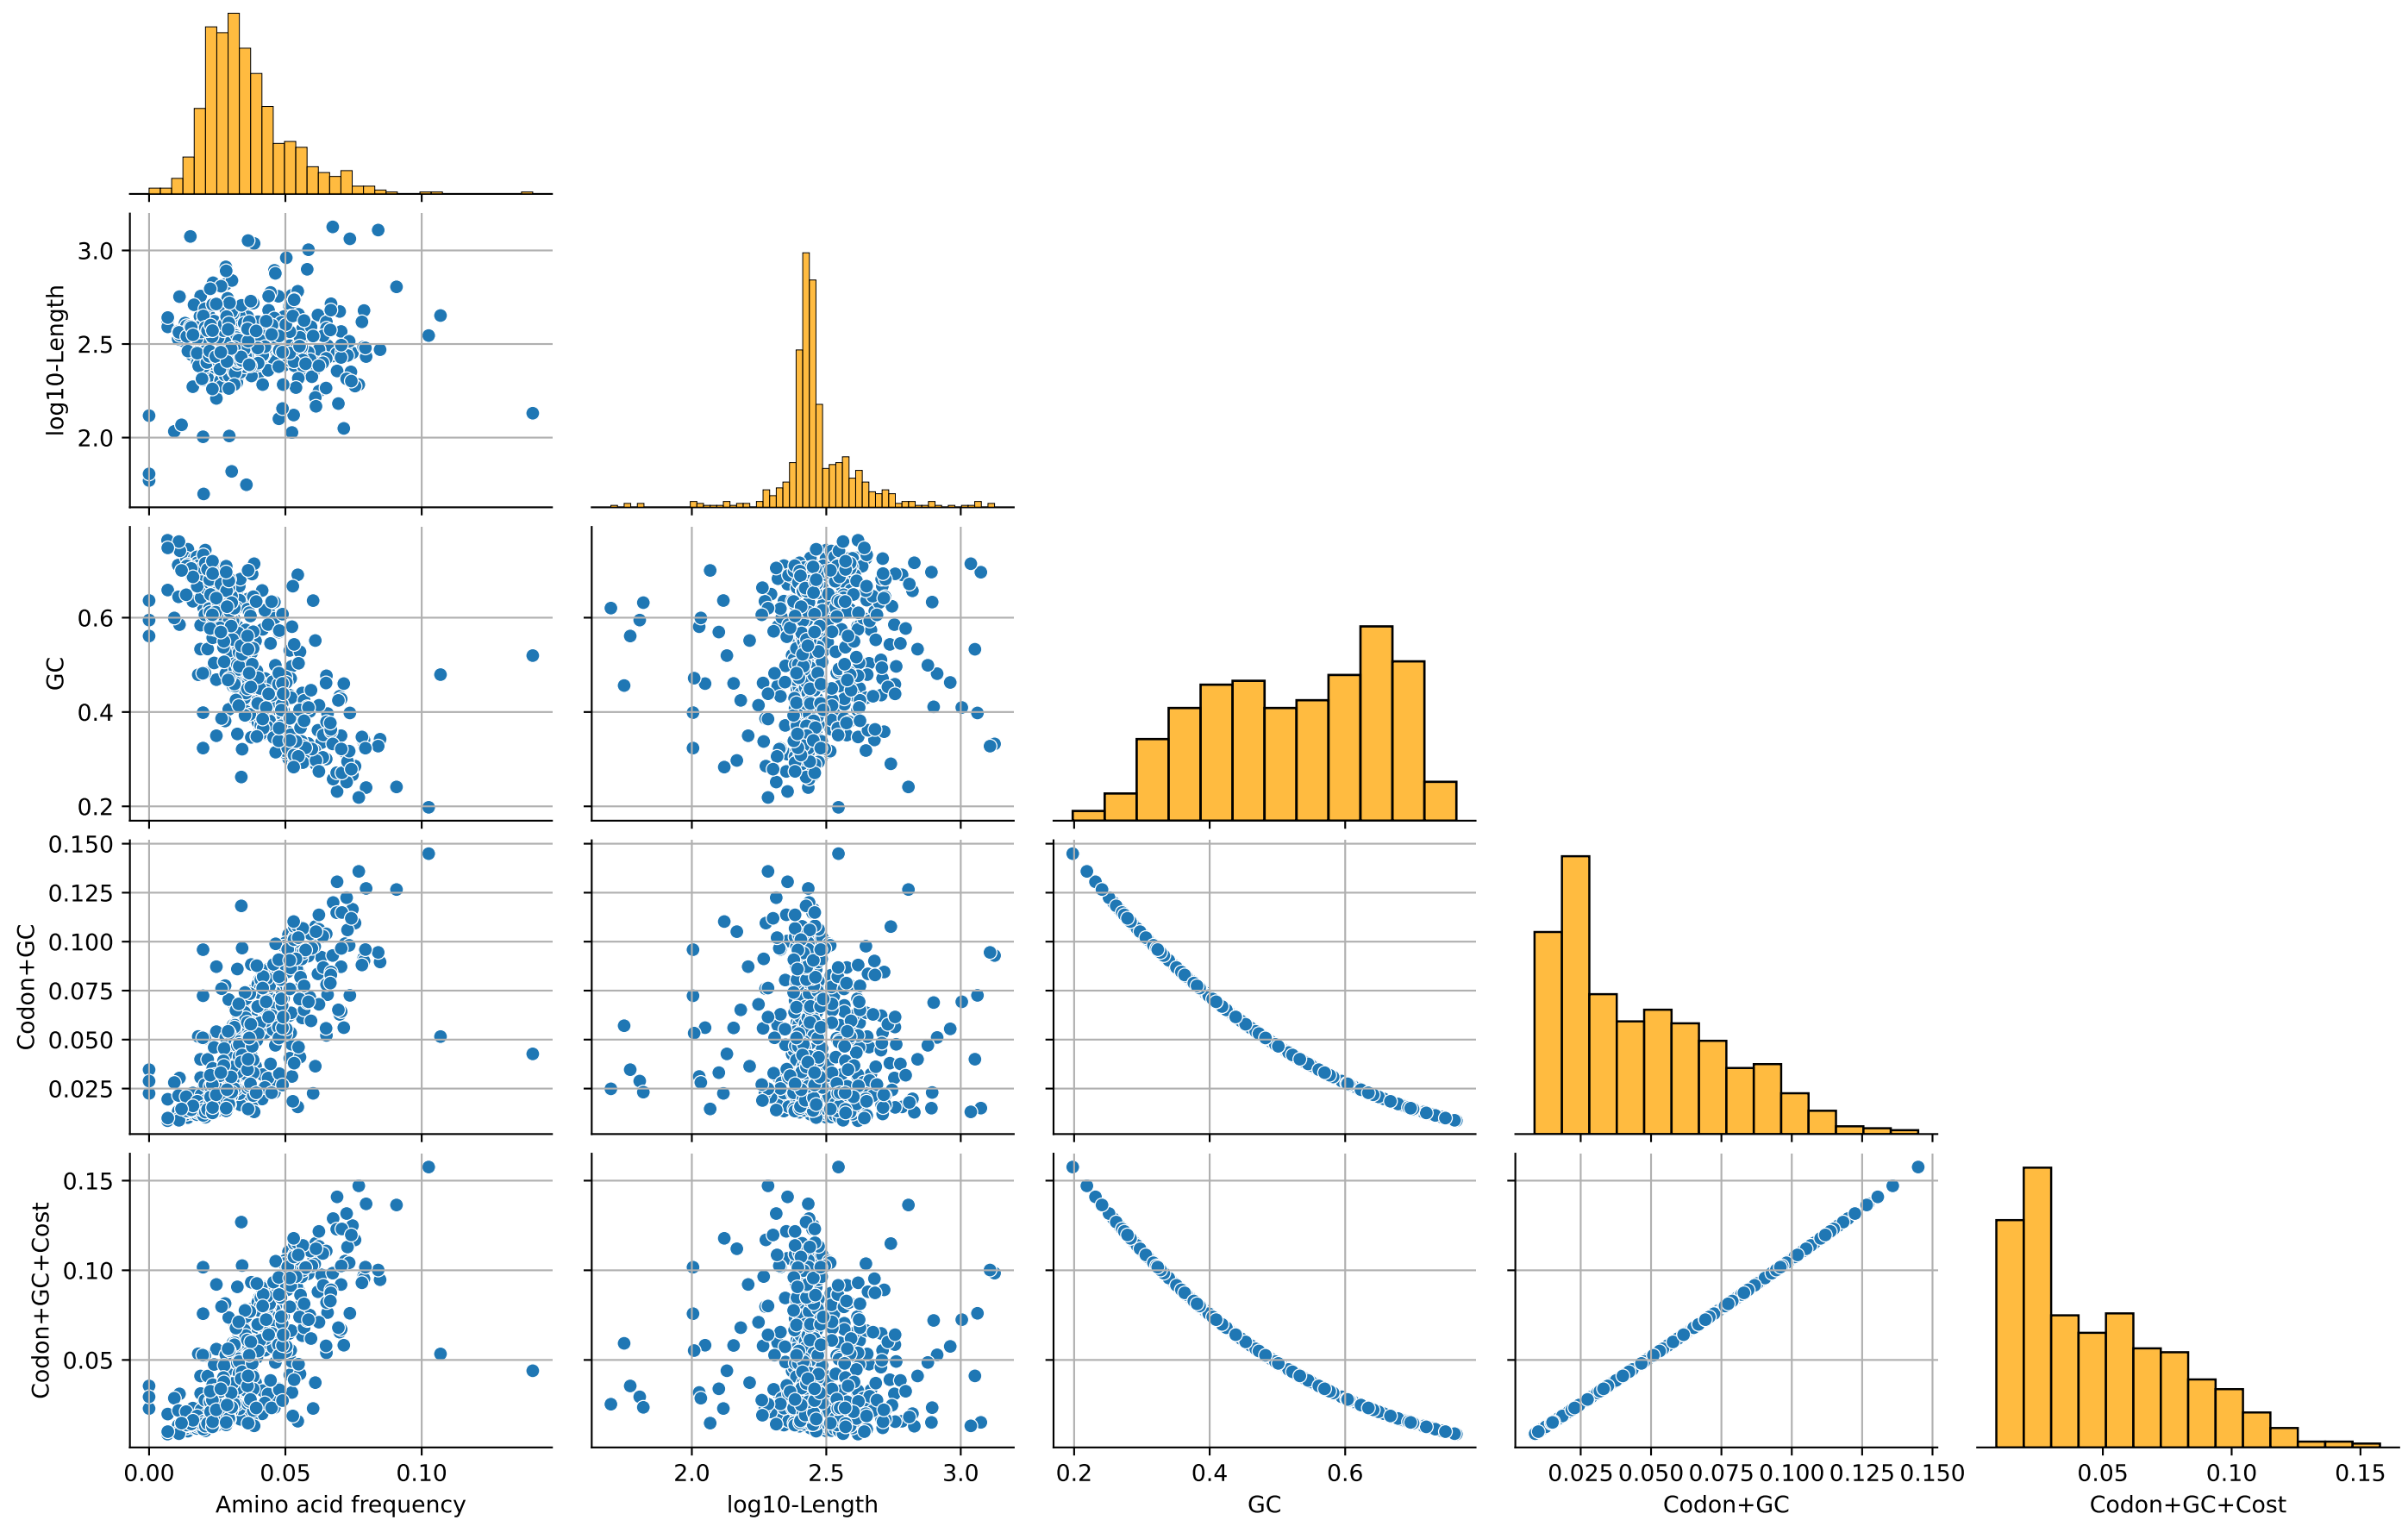 3.0
2.5
2.0
log10-Length
0.6
0.4
0.2
GC
0.150
0.125
0.100
0.075
0.050
0.025
Codon+GC
0.15
0.10
0.05
Codon+GC+Cost
0.00 0.05 0.10
Amino acid frequency
2.0 2.5 3.0
log10-Length
0.2 0.4 0.6
GC
0.025 0.050 0.075 0.100 0.125 0.150
Codon+GC
0.05 0.10 0.15
Codon+GC+Cost